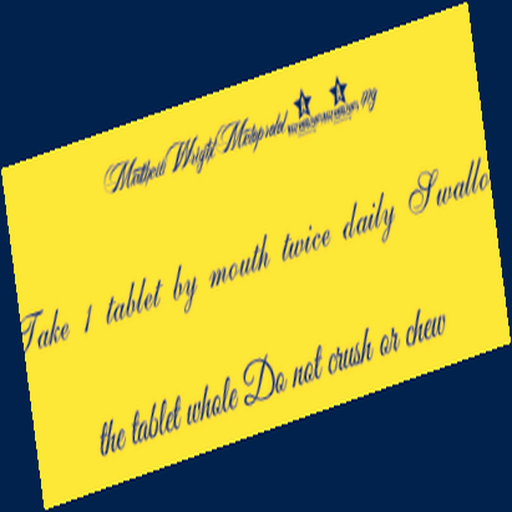 Matthew Wright Metoprolol mg
Take 1 tablet by mouth twice daily Swallo
the tablet whole Do not crush or chew